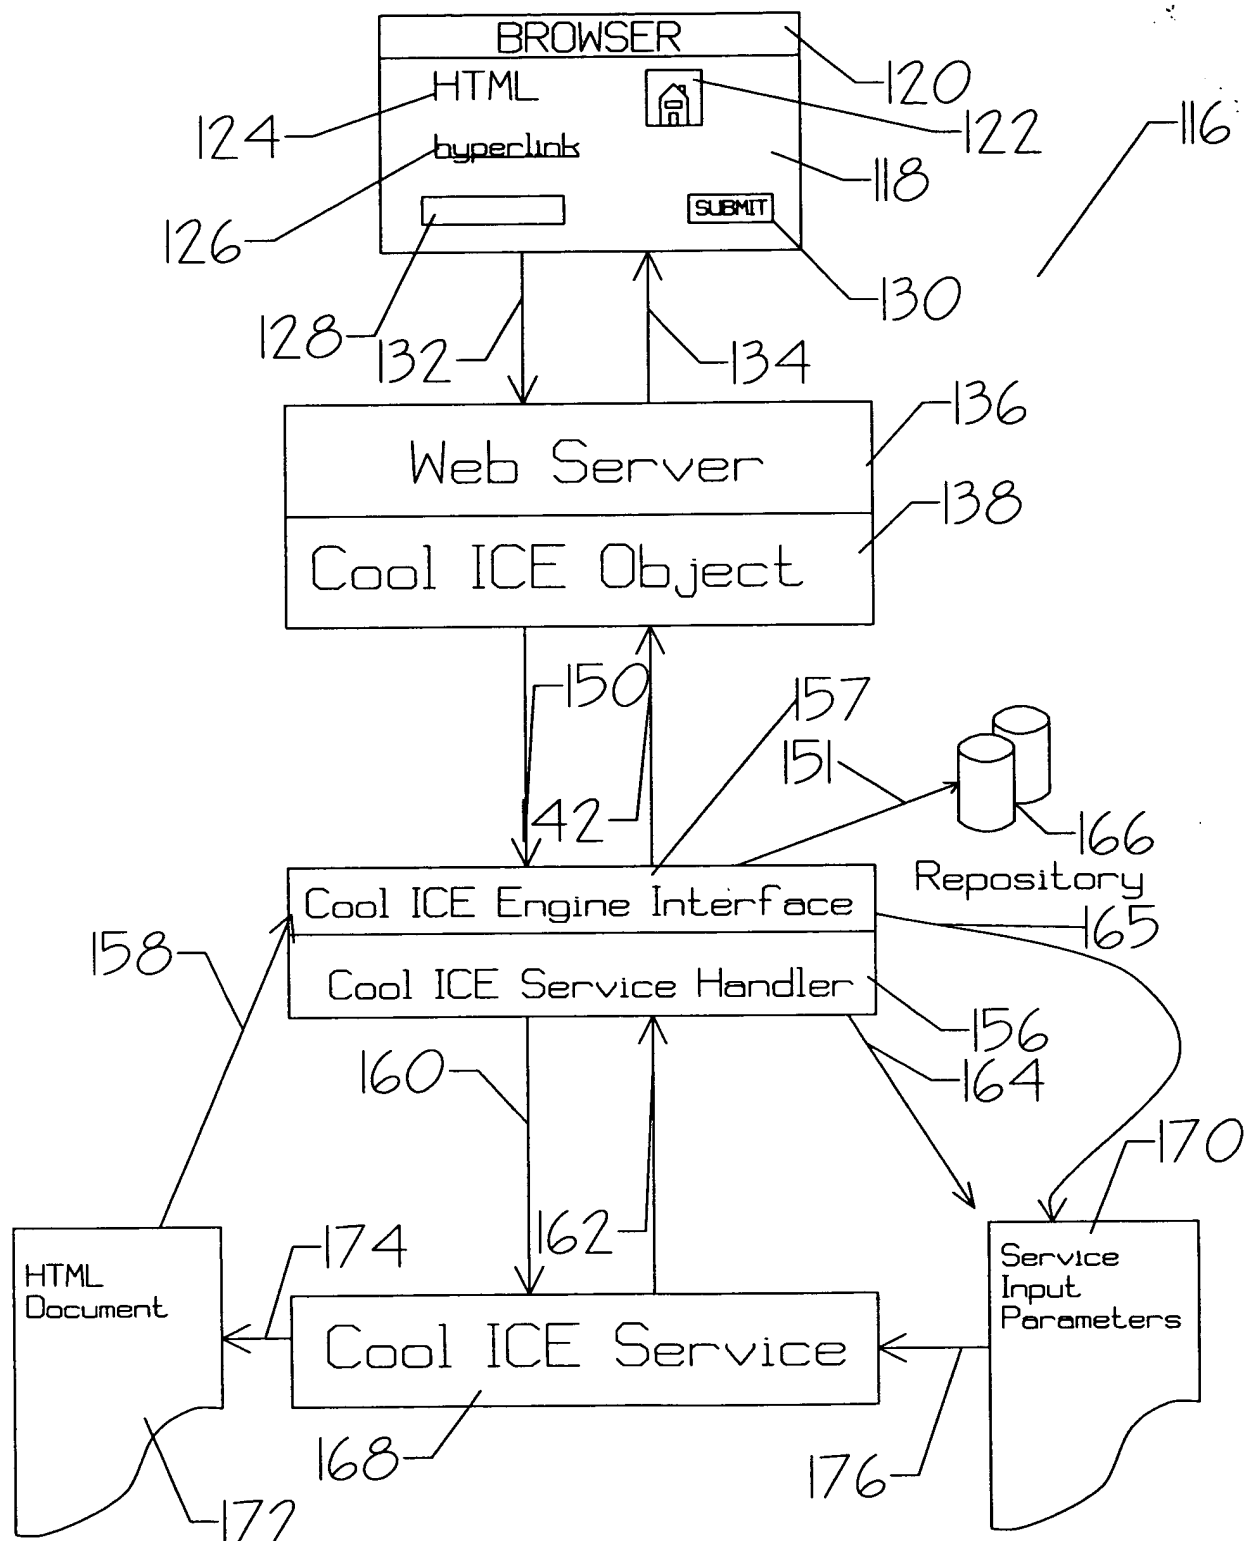 BROWSER
120
HTML
124
122
116
hyperlink
118
126
SUBMIT
130
128
132
134
Web Server
136
Cool ICE Object
138
150
157
151
142
166
Repository
Cool ICE Engine Interface
165
158
Cool ICE Service Handler
156
160
164
170
162
174
HTML
Document
Service
Input
Parameters
Cool ICE Service
168
176
172